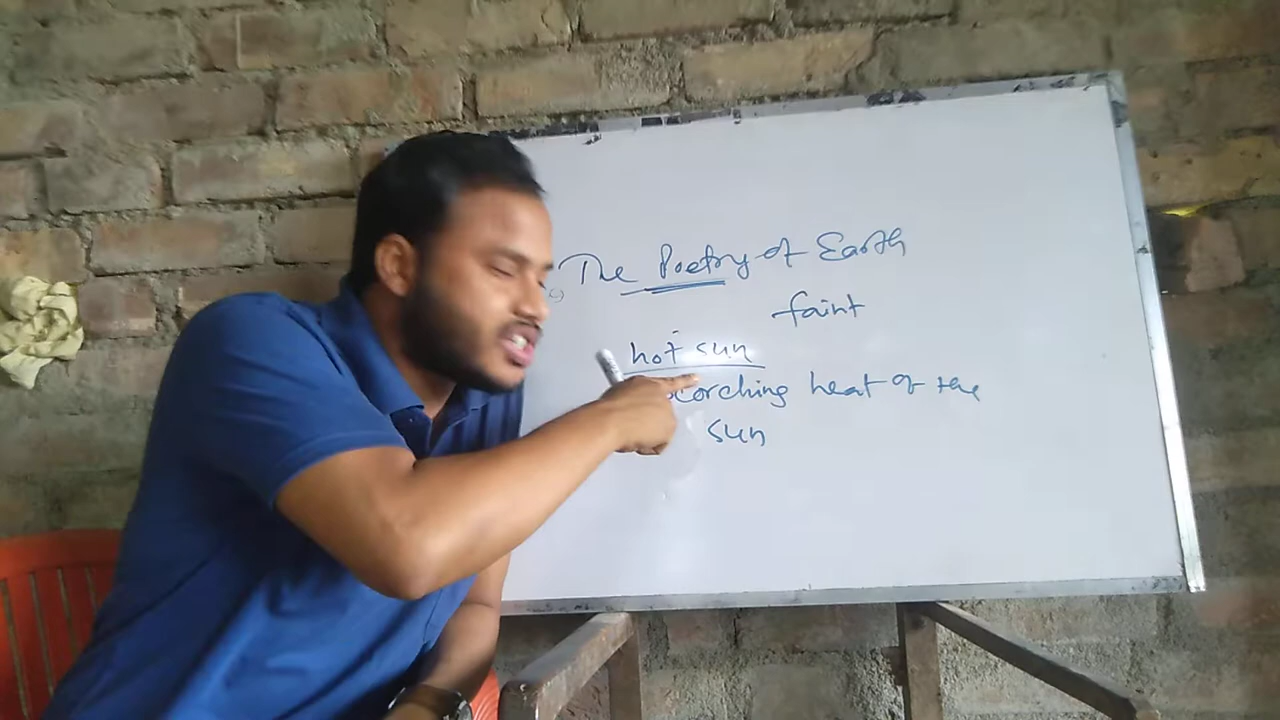 The Poetry of Earth
faint
hot sun
scorching heat of the
sun